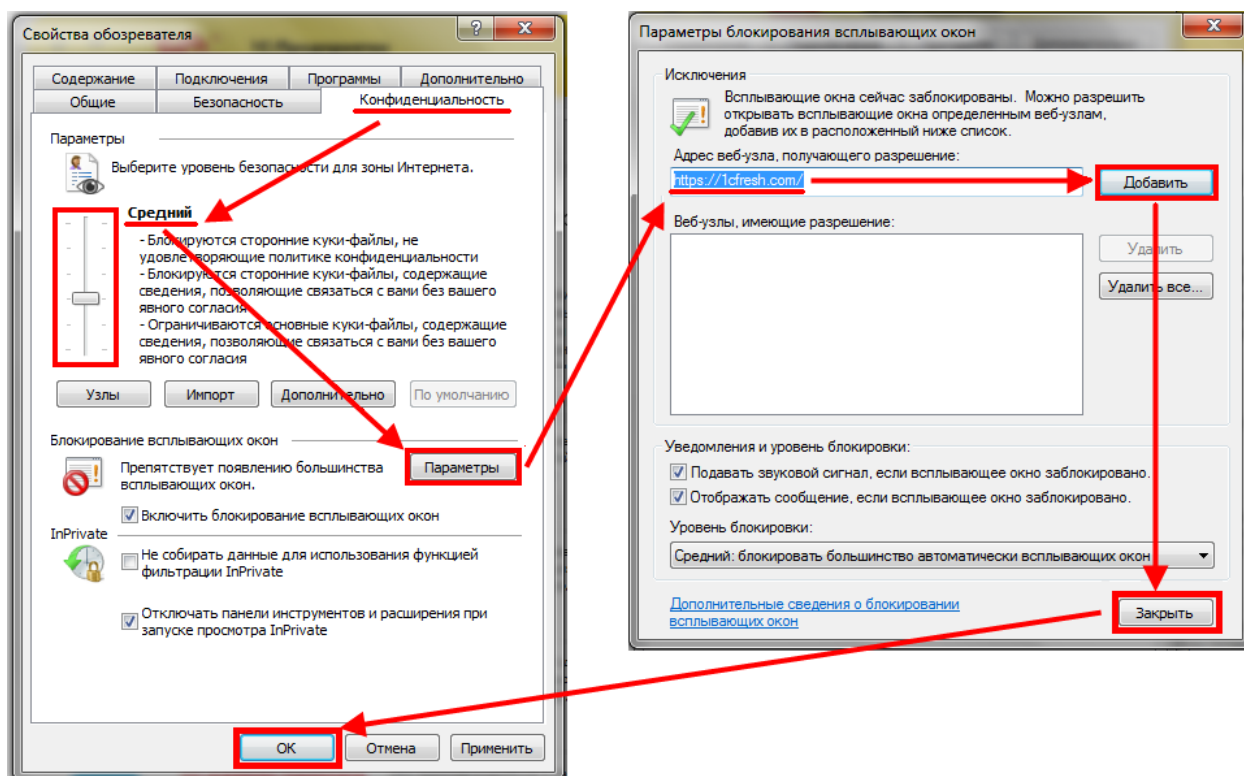 Свойства обозревателя
Содержание Подключения Программы Дополнительно
Общие Безопасность Конфиденциальность
Параметры
Выберите уровень безопасности для зоны Интернета.
Средний
- Блокируются сторонние куки-файлы, не
удовлетворяющие политике конфиденциальности
- Блокируются сторонние куки-файлы, содержащие
сведения, позволяющие связаться с вами без вашего
явного согласия
- Ограничиваются основные куки-файлы, содержащие
сведения, позволяющие связаться с вами без вашего
явного согласия
Узлы Импорт Дополнительно По умолчанию
Блокирование всплывающих окон
Препятствует появлению большинства
всплывающих окон.
Параметры
Включить блокирование всплывающих окон
InPrivate
Не собирать данные для использования функцией
фильтрации InPrivate
Отключать панели инструментов и расширения при
запуске просмотра InPrivate
ОК Отмена Применить
Параметры блокирования всплывающих окон
Исключения
Всплывающие окна сейчас заблокированы. Можно разрешить
открывать всплывающие окна определенным веб-узлам,
добавив их в расположенный ниже список.
Адрес веб-узла, получающего разрешение:
https://1cfresh.com/ Добавить
Веб-узлы, имеющие разрешение:
Удалить
Удалить все...
Уведомления и уровень блокировки:
Подавать звуковой сигнал, если всплывающее окно заблокировано.
Отображать сообщение, если всплывающее окно заблокировано.
Уровень блокировки:
Средний: блокировать большинство автоматически всплывающих окон
Дополнительные сведения о блокировании
всплывающих окон
Закрыть